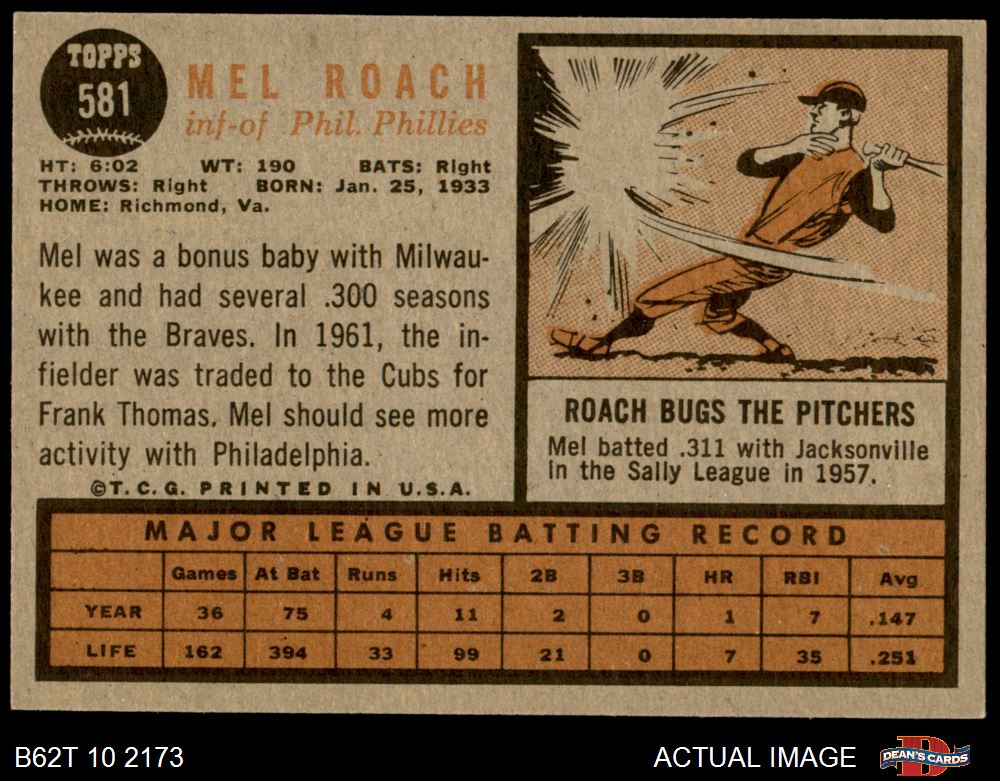 TOPPS
581
MEL ROACH
inf-of Phil. Phillies
HT: 6:02 WT: 190 BATS: Right
THROWS: Right BORN: Jan. 25, 1933
HOME: Richmond, Va.
Mel was a bonus baby with Milwau-
kee and had several .300 seasons
with the Braves. In 1961, the in-
fielder was traded to the Cubs for
Frank Thomas. Mel should see more
activity with Philadelphia.
©T.C.G. PRINTED IN U.S.A.
ROACH BUGS THE PITCHERS
Mel batted .311 with Jacksonville
in the Sally League in 1957.
MAJOR LEAGUE BATTING RECORD
Games At Bat Runs Hits 2B 3B HR RBI Avg
YEAR 36 75 4 11 2 0 1 7 .147
LIFE 162 394 33 99 21 0 7 35 .251
B62T 10 2173
ACTUAL IMAGE
D
DEAN'S CARDS